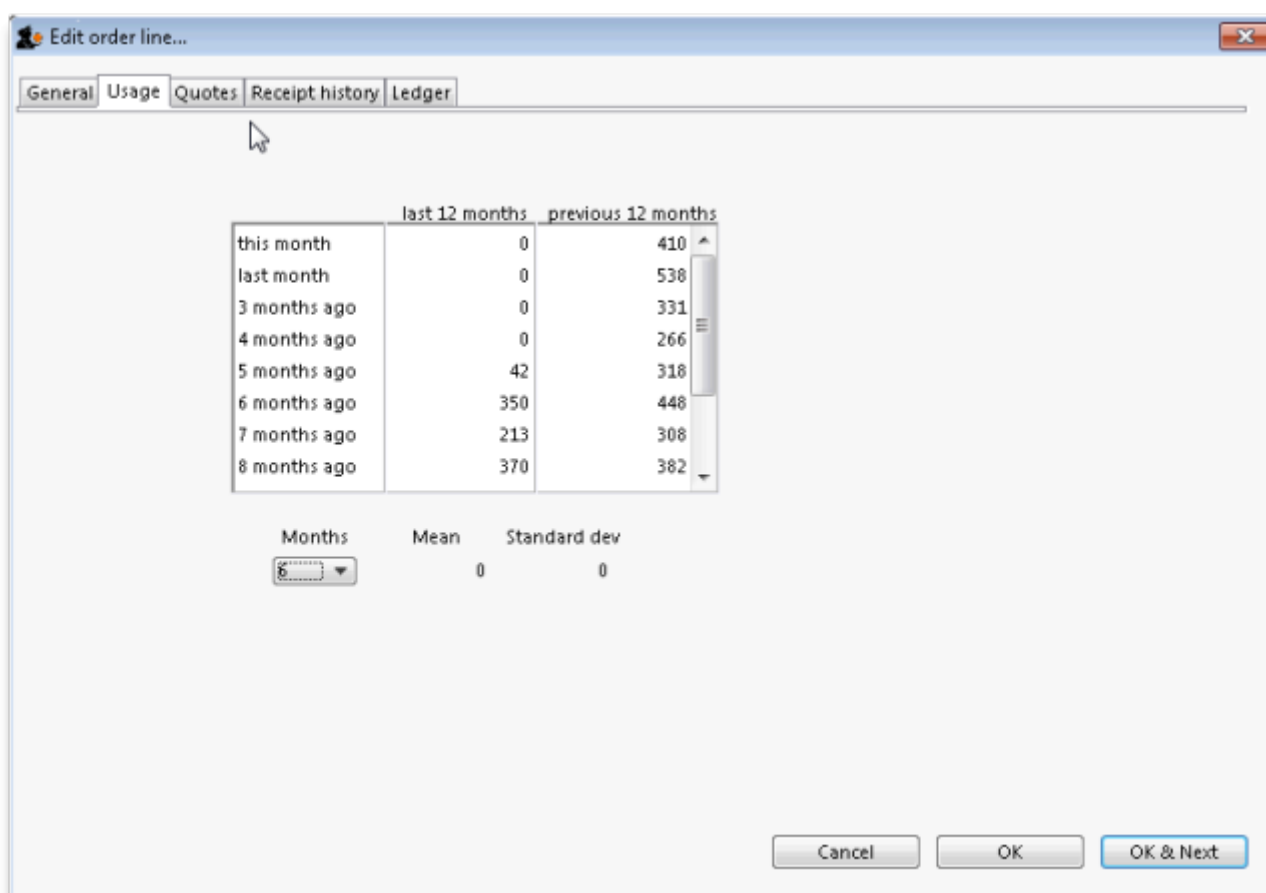 Edit order line...
General Usage Quotes Receipt history Ledger
last 12 months previous 12 months
this month 0 410
last month 0 538
3 months ago 0 331
4 months ago 0 266
5 months ago 42 318
6 months ago 350 448
7 months ago 213 308
8 months ago 370 382
Months Mean Standard dev
6 0 0
Cancel OK OK & Next